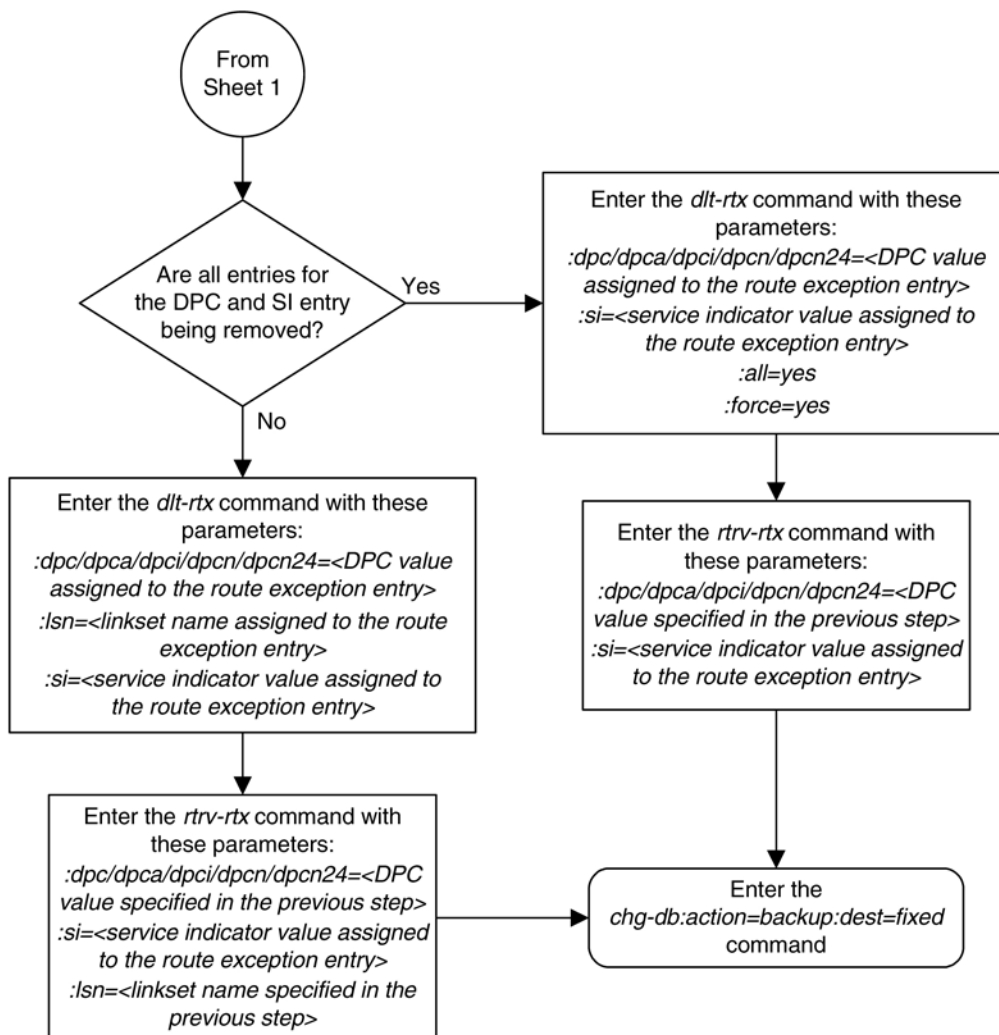 From
Sheet 1
Are all entries for
the DPC and SI entry
being removed?
Yes
No
Enter the dlt-rtx command with these
parameters:
:dpc/dpca/dpci/dpcn/dpcn24=<DPC value
assigned to the route exception entry>
:si=<service indicator value assigned to
the route exception entry>
:all=yes
:force=yes
Enter the rtrv-rtx command with
these parameters:
:dpc/dpca/dpci/dpcn/dpcn24=<DPC
value specified in the previous step>
:si=<service indicator value assigned
to the route exception entry>
Enter the dlt-rtx command with these
parameters:
:dpc/dpca/dpci/dpcn/dpcn24=<DPC value
assigned to the route exception entry>
:lsn=<linkset name assigned to the route
exception entry>
:si=<service indicator value assigned to
the route exception entry>
Enter the rtrv-rtx command with
these parameters:
:dpc/dpca/dpci/dpcn/dpcn24=<DPC
value specified in the previous step>
:si=<service indicator value assigned
to the route exception entry>
:lsn=<linkset name specified in the
previous step>
Enter the
chg-db:action=backup:dest=fixed
command